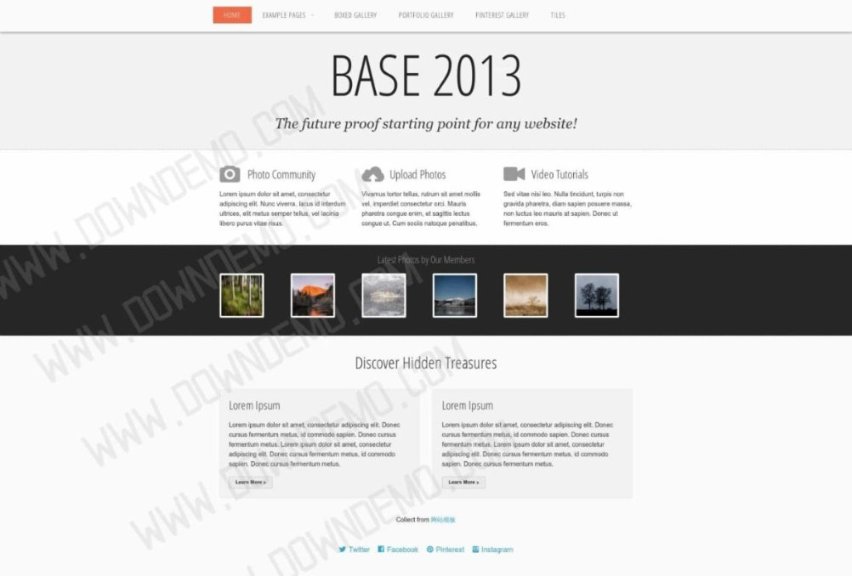 HOME EXAMPLE PAGES BOXED GALLERY PORTFOLIO GALLERY PINTEREST GALLERY TILES
BASE 2013
The future proof starting point for any website!
Photo Community
Lorem ipsum dolor sit amet, consectetur
adipiscing elit. Nunc viverra, lacus id interdum
ultrices, elit metus semper tellus, vel lacinia
libero purus vitae risus.
Upload Photos
Vivamus tortor tellus, rutrum sit amet mollis
vel, imperdiet consectetur orci. Mauris
pharetra congue enim, et sagittis lectus
congue ut. Cum sociis natoque penatibus.
Video Tutorials
Sed vitae nisi leo. Nulla tincidunt, turpis non
gravida pharetra, diam sapien posuere massa,
non luctus leo mauris at sapien. Donec ut
fermentum eros.
Latest Photos by Our Members
Discover Hidden Treasures
Lorem Ipsum
Lorem ipsum dolor sit amet, consectetur adipiscing elit. Donec
cursus fermentum metus, id commodo sapien. Donec cursus
fermentum metus. Lorem ipsum dolor sit amet, consectetur
adipiscing elit. Donec cursus fermentum metus, id commodo
sapien. Donec cursus fermentum metus.
Learn More »
Lorem Ipsum
Lorem ipsum dolor sit amet, consectetur adipiscing elit. Donec
cursus fermentum metus, id commodo sapien. Donec cursus
fermentum metus. Lorem ipsum dolor sit amet, consectetur
adipiscing elit. Donec cursus fermentum metus, id commodo
sapien. Donec cursus fermentum metus.
Learn More »
Collect from 网站模板
Twitter Facebook Pinterest Instagram
WWW.DOWNDEMO.COM
WWW.DOWNDEMO.COM
WWW.DOWNDEMO.COM
WWW.DOWNDEMO.COM